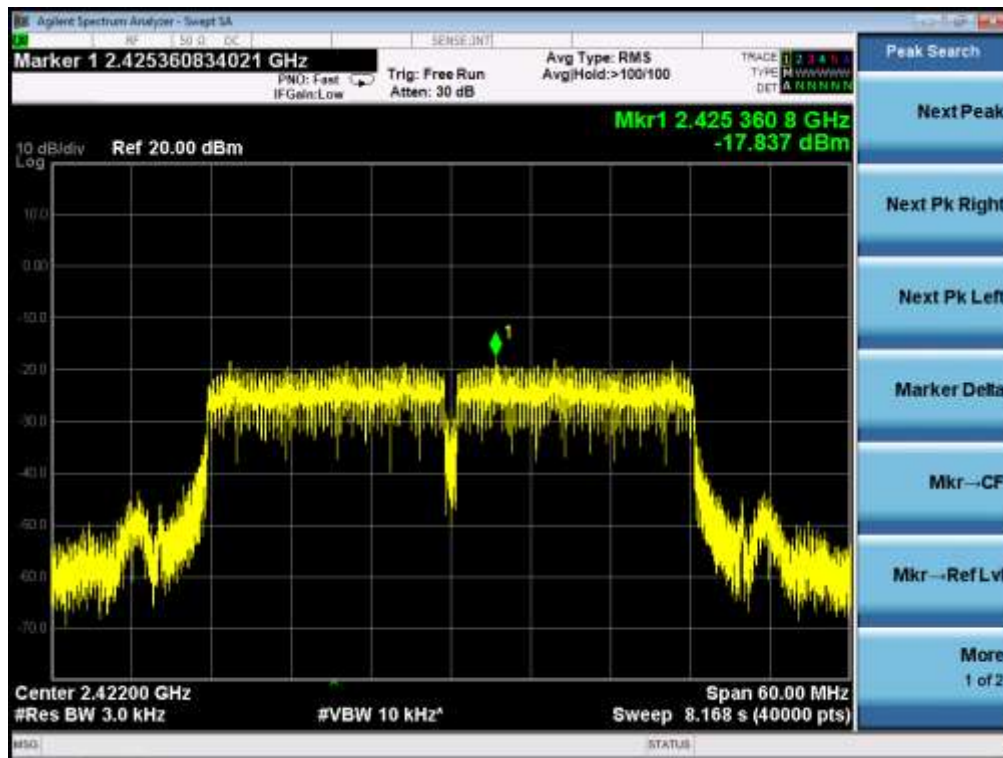 Agilent Spectrum Analyzer - Swept SA
RF 50 Ω DC SENSE:INT
Marker 1 2.425360834021 GHz
PNO: Fast
IFGain:Low
Trig: Free Run
Atten: 30 dB
Avg Type: RMS
Avg|Hold:>100/100
TRACE 1 2 3 4 5 6
TYPE M WWWWW
DET A N N N N N
Peak Search
Mkr1 2.425 360 8 GHz
-17.837 dBm
10 dB/div Ref 20.00 dBm
Log
10.0
0.00
-10.0
-20.0
-30.0
-40.0
-50.0
-60.0
-70.0
1
Center 2.42200 GHz
Span 60.00 MHz
#Res BW 3.0 kHz
#VBW 10 kHz*
Sweep 8.168 s (40000 pts)
Next Peak
Next Pk Right
Next Pk Left
Marker Delta
Mkr→CF
Mkr→Ref Lvl
More
1 of 2
MSG
STATUS